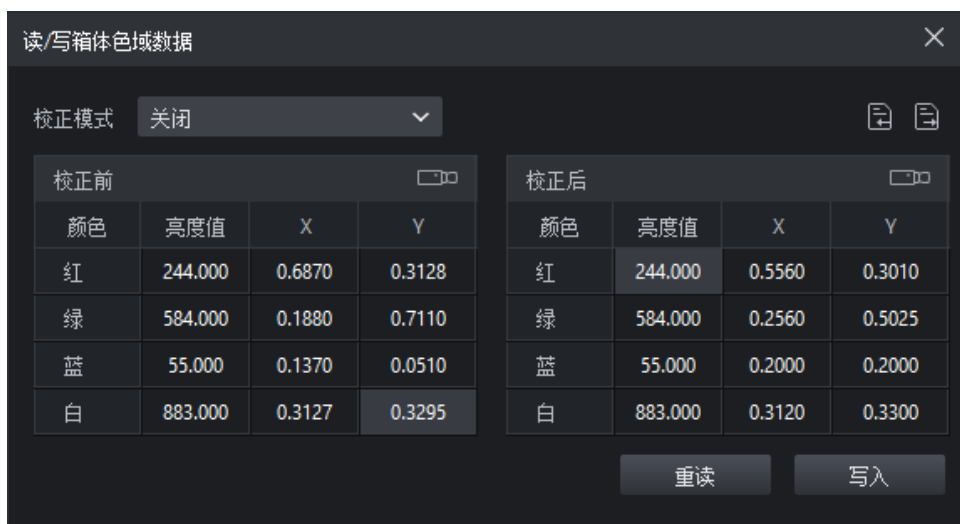 读/写箱体色域数据
校正模式 关闭
校正前 校正后
颜色 亮度值 X Y 颜色 亮度值 X Y
红 244.000 0.6870 0.3128 红 244.000 0.5560 0.3010
绿 584.000 0.1880 0.7110 绿 584.000 0.2560 0.5025
蓝 55.000 0.1370 0.0510 蓝 55.000 0.2000 0.2000
白 883.000 0.3127 0.3295 白 883.000 0.3120 0.3300
重读 写入